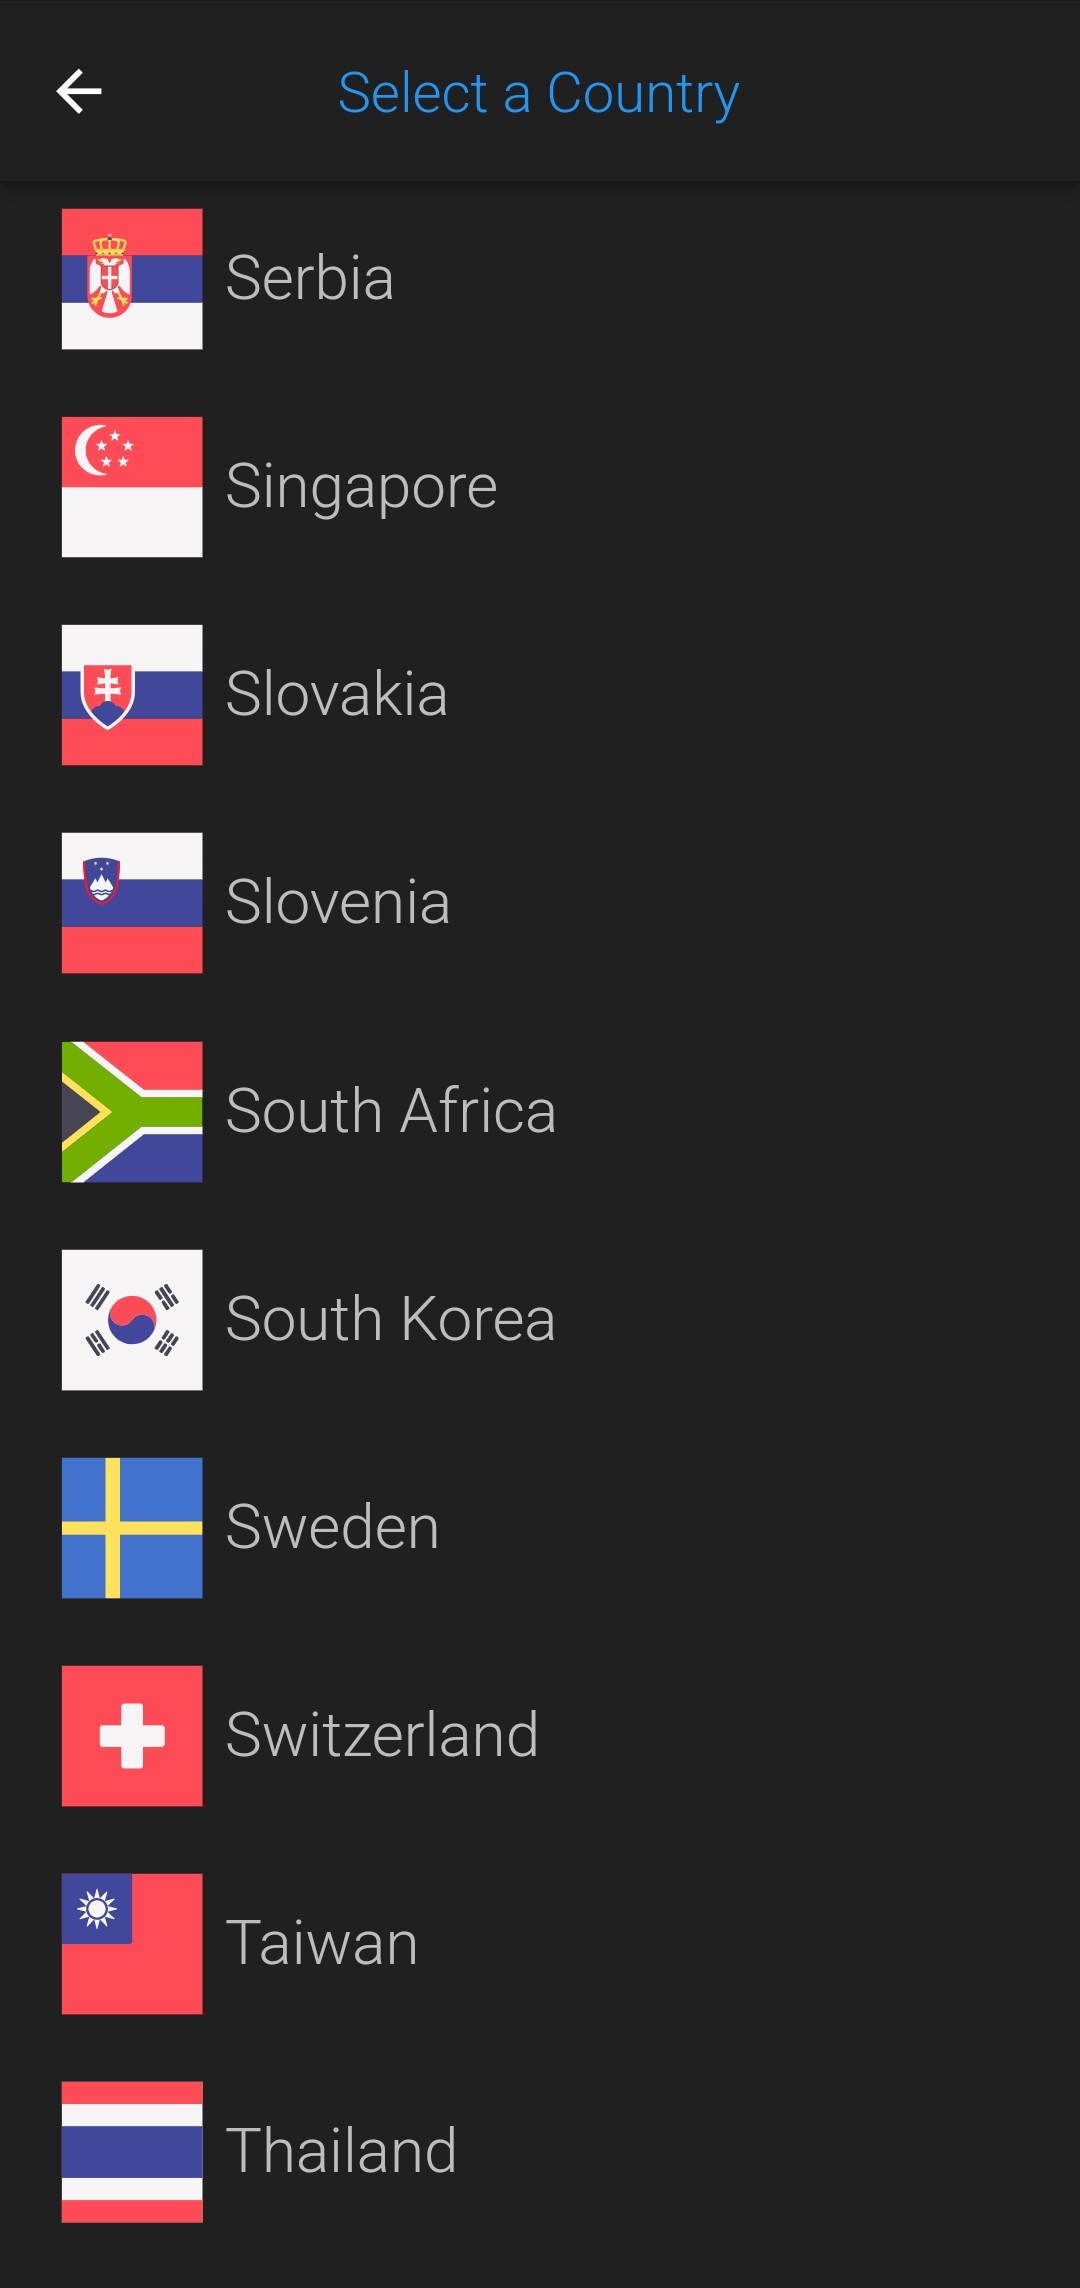 Select a Country
Serbia
Singapore
Slovakia
Slovenia
South Africa
South Korea
Sweden
Switzerland
Taiwan
Thailand